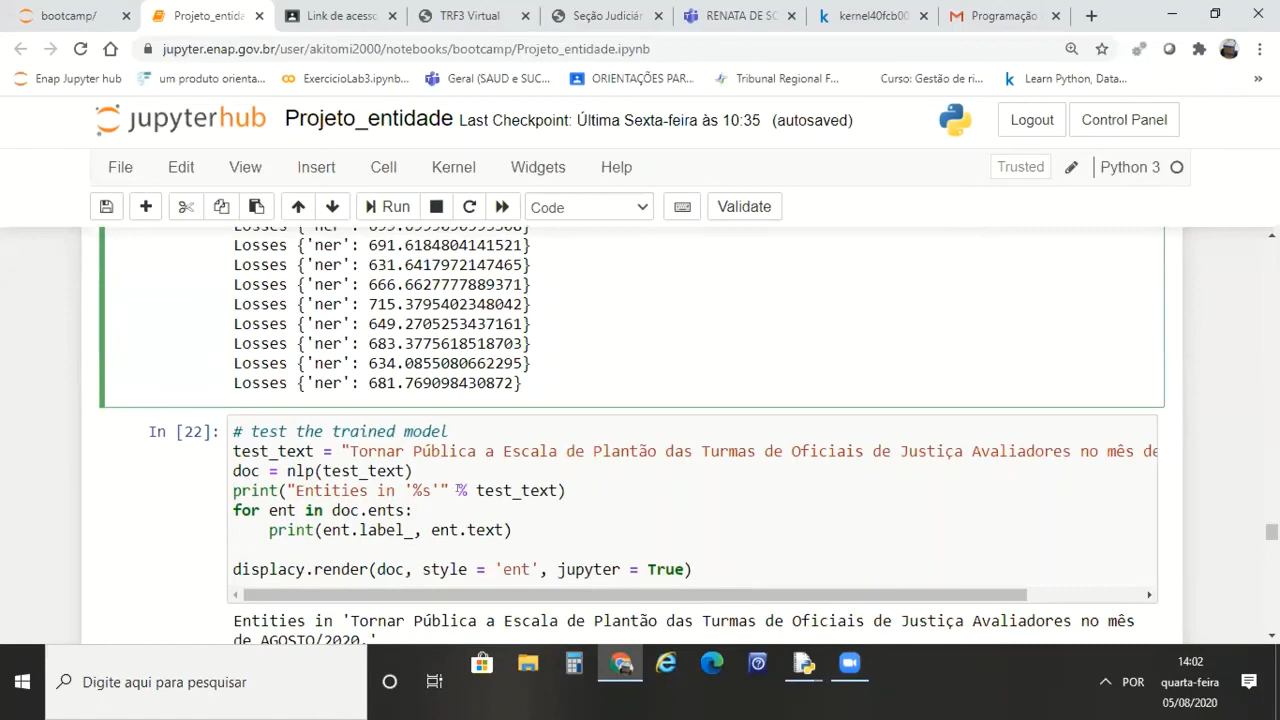 bootcamp/
Projeto_entida
Link de acesso
TRF3 Virtual
Seção Judiciár
RENATA DE SC
kernel40fcb00
Programação
jupyter.enap.gov.br/user/akitomi2000/notebooks/bootcamp/Projeto_entidade.ipynb
Enap Jupyter hub
um produto orienta...
ExercicioLab3.ipynb...
Geral (SAUD e SUC...
ORIENTAÇÕES PAR...
Tribunal Regional F...
Curso: Gestão de ri...
Learn Python, Data...
»
jupyterhub Projeto_entidade Last Checkpoint: Última Sexta-feira às 10:35 (autosaved)
Logout
Control Panel
File Edit View Insert Cell Kernel Widgets Help
Trusted
Python 3
Run
Code
Validate
Losses {'ner': 691.6184804141521}
Losses {'ner': 631.6417972147465}
Losses {'ner': 666.6627777889371}
Losses {'ner': 715.3795402348042}
Losses {'ner': 649.2705253437161}
Losses {'ner': 683.3775618518703}
Losses {'ner': 634.0855080662295}
Losses {'ner': 681.769098430872}
In [22]:
# test the trained model
test_text = "Tornar Pública a Escala de Plantão das Turmas de Oficiais de Justiça Avaliadores no mês de
doc = nlp(test_text)
print("Entities in '%s'" % test_text)
for ent in doc.ents:
print(ent.label_, ent.text)
displacy.render(doc, style = 'ent', jupyter = True)
Entities in 'Tornar Pública a Escala de Plantão das Turmas de Oficiais de Justiça Avaliadores no mês
de AGOSTO/2020.'
Digite aqui para pesquisar
POR
14:02
quarta-feira
05/08/2020